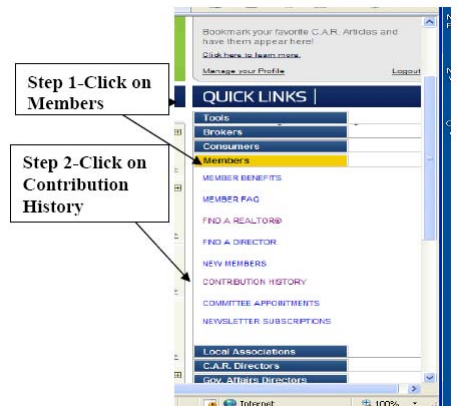 Bookmark your favorite C.A.R. Articles and
have them appear here!
Click here to learn more.
Manage your Profile Logout
Step 1-Click on
Members
QUICK LINKS |
Tools
Brokers
Consumers
Members
Step 2-Click on
Contribution
History
MEMBER BENEFITS
MEMBER FAQ
FIND A REALTOR®
FIND A DIRECTOR
NEW MEMBERS
CONTRIBUTION HISTORY
COMMITTEE APPOINTMENTS
NEWSLETTER SUBSCRIPTIONS
Local Associations
C.A.R. Directors
Gov. Affairs Directors
Internet 100%